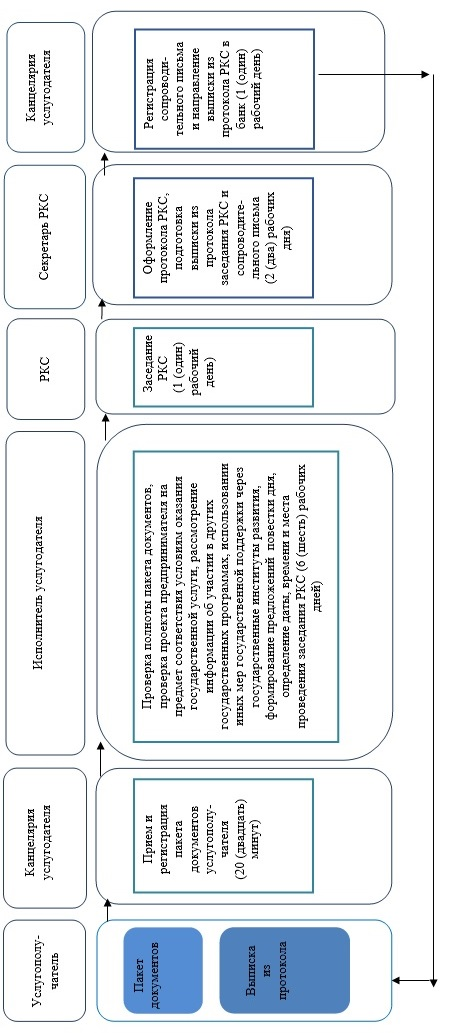 Услугополу-
чатель
Канцелярия
услугодателя
Исполнитель услугодателя
РКС
Секретарь РКС
Канцелярия
услугодателя
Пакет
документов
Выписка
из
протокола
Прием и
регистрация
пакета
документов
услугополу-
чателя
(20 (двадцать)
минут)
Проверка полноты пакета документов,
проверка проекта предпринимателя на
предмет соответствия условиям оказания
государственной услуги, рассмотрение
информации об участии в других
государственных программах, использовании
иных мер государственной поддержки через
государственные институты развития,
формирование предложений повестки дня,
определение даты, времени и места
проведения заседания РКС (6 (шесть) рабочих
дней)
Заседание
РКС
(1 (один)
рабочий
день)
Оформление
протокола РКС,
подготовка
выписки из
протокола
заседания РКС и
сопроводите-
льного письма
(2 (два) рабочих
дня)
Регистрация
сопроводи-
тельного письма
и направление
выписки из
протокола РКС в
банк (1 (один)
рабочий день)